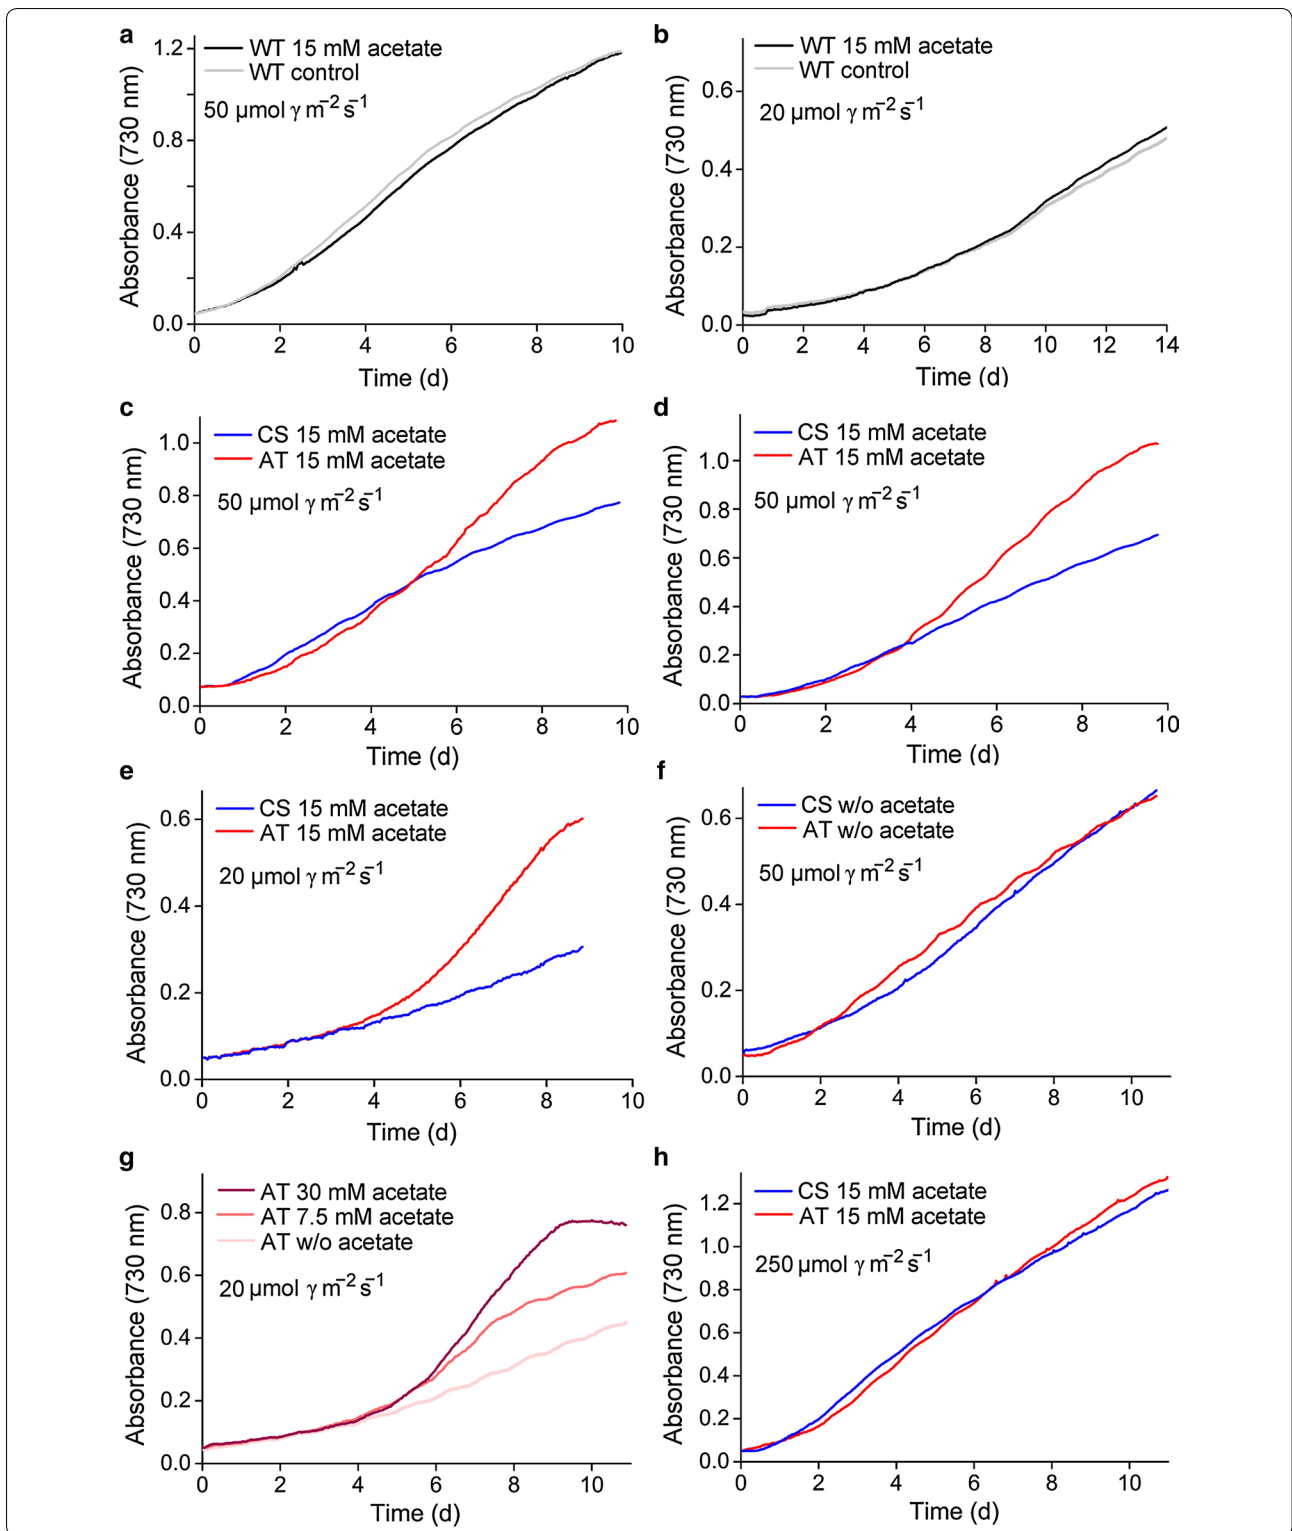 a
1.2
WT 15 mM acetate
WT control
50 µmol γ m⁻² s⁻¹
0.8
0.4
0.0
0 2 4 6 8 10
Time (d)
Absorbance (730 nm)
b
WT 15 mM acetate
WT control
20 µmol γ m⁻² s⁻¹
0.6
0.4
0.2
0.0
0 2 4 6 8 10 12 14
Time (d)
Absorbance (730 nm)
c
CS 15 mM acetate
AT 15 mM acetate
50 µmol γ m⁻² s⁻¹
1.0
0.8
0.6
0.4
0.2
0.0
0 2 4 6 8 10
Time (d)
Absorbance (730 nm)
d
CS 15 mM acetate
AT 15 mM acetate
50 µmol γ m⁻² s⁻¹
1.0
0.8
0.6
0.4
0.2
0.0
0 2 4 6 8 10
Time (d)
Absorbance (730 nm)
e
CS 15 mM acetate
AT 15 mM acetate
20 µmol γ m⁻² s⁻¹
0.6
0.4
0.2
0.0
0 2 4 6 8 10
Time (d)
Absorbance (730 nm)
f
CS w/o acetate
AT w/o acetate
50 µmol γ m⁻² s⁻¹
0.6
0.4
0.2
0.0
0 2 4 6 8 10
Time (d)
Absorbance (730 nm)
g
AT 30 mM acetate
AT 7.5 mM acetate
AT w/o acetate
20 µmol γ m⁻² s⁻¹
0.8
0.6
0.4
0.2
0.0
0 2 4 6 8 10
Time (d)
Absorbance (730 nm)
h
CS 15 mM acetate
AT 15 mM acetate
250 µmol γ m⁻² s⁻¹
1.2
1.0
0.8
0.6
0.4
0.2
0.0
0 2 4 6 8 10
Time (d)
Absorbance (730 nm)